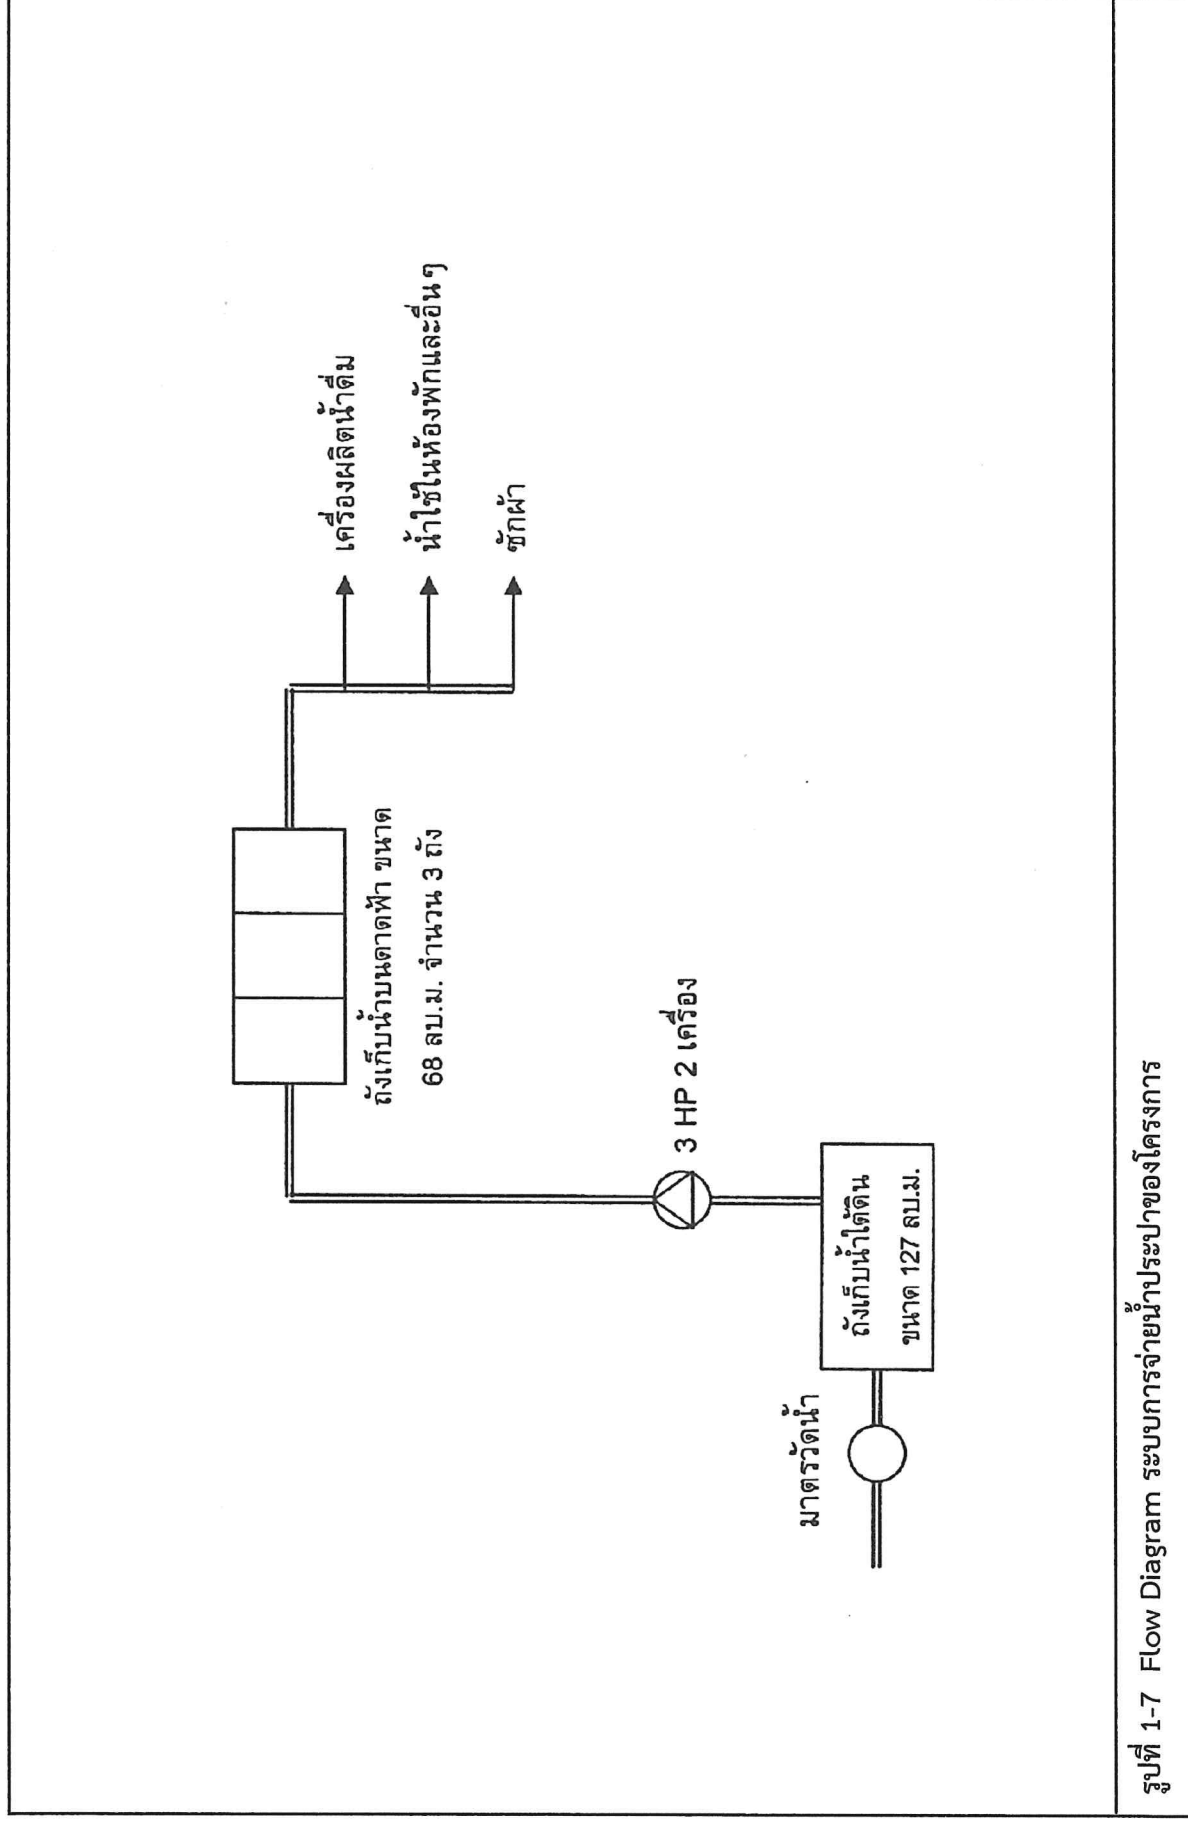 เครื่องผลิตน้ำดื่ม
น้ำใช้ในห้องพักและอื่นๆ
ซักผ้า
ถังเก็บน้ำบนดาดฟ้า ขนาด
68 ลบ.ม. จำนวน 3 ถัง
3 HP 2 เครื่อง
มาตรวัดน้ำ
ถังเก็บน้ำใต้ดิน
ขนาด 127 ลบ.ม.
รูปที่ 1-7 Flow Diagram ระบบการจ่ายน้ำประปาของโครงการ